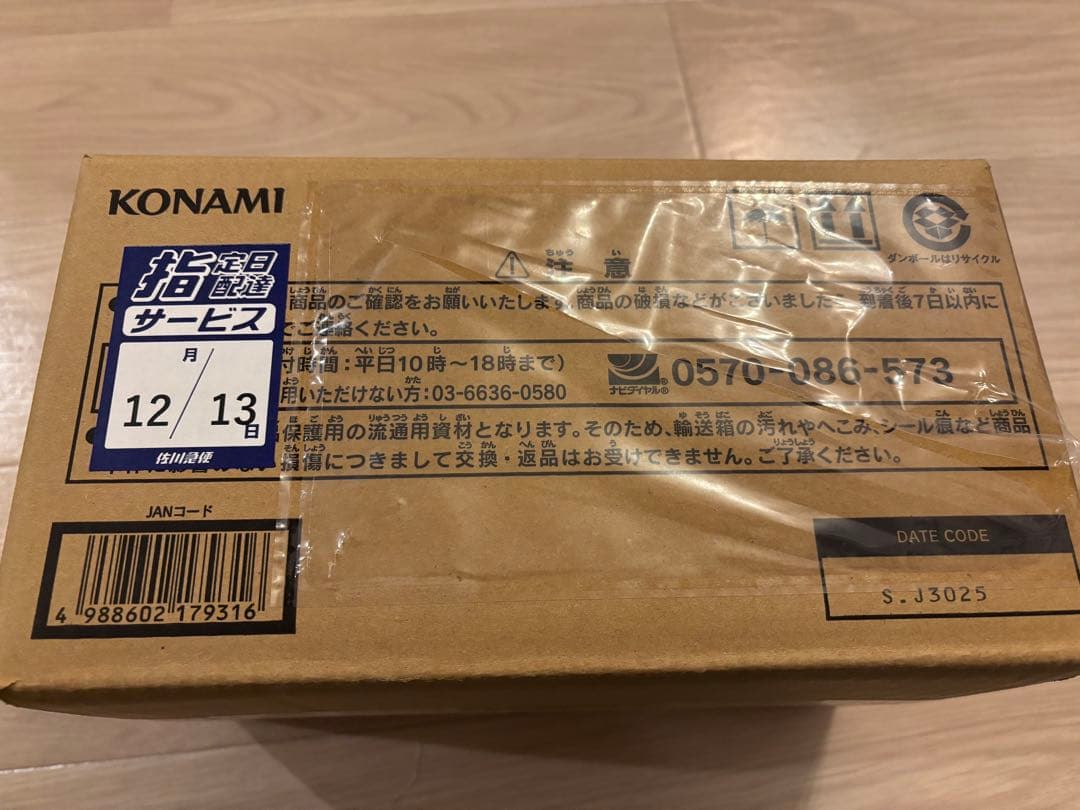 KONAMI
指定日配達
サービス
月
12/13
日
佐川急便
ダンボールはリサイクル
注意
商品のご確認をお願いいたします。商品の破損などがございましたら、到着後7日以内に
ご連絡ください。
付時間：平日10時～18時まで）
用いただけない方：03-6636-0580
ナビダイヤル®
0570-086-573
保護用の流通用資材となります。そのため、輸送箱の汚れやへこみ、シール痕など商品
損傷につきまして交換・返品はお受けできません。ご了承ください。
JANコード
4 988602 179316
DATE CODE
S.J3025